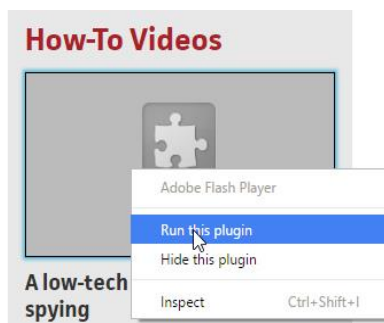 How-To Videos
Adobe Flash Player
Run this plugin
Hide this plugin
Inspect Ctrl+Shift+I
A low-tech
spying